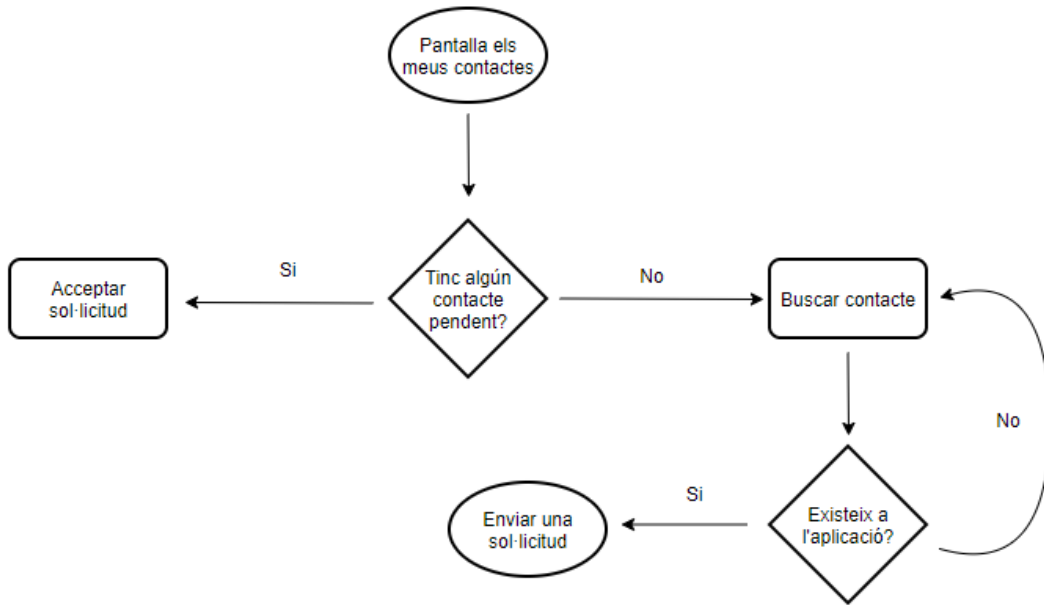 Pantalla els
meus contactes
Si
Tinc algún
contacte
pendent?
No
Acceptar
sol·licitud
Buscar contacte
No
Si
Enviar una
sol·licitud
Existeix a
l'aplicació?